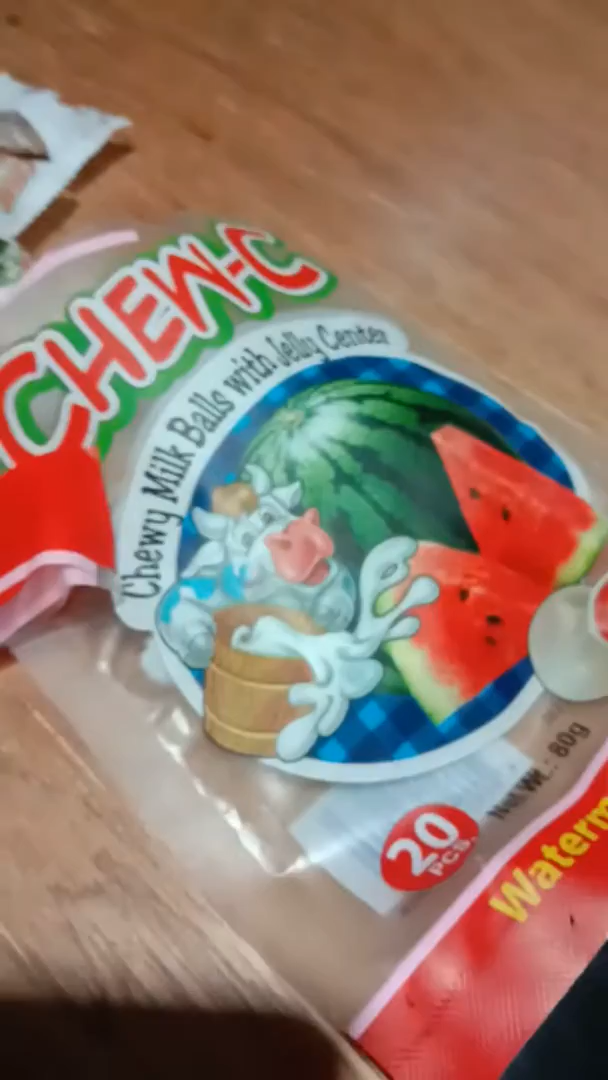 CHEW-C
Chewy Milk Balls with Jelly Center
Net Wt.: 80g
20
PCS.
Waterm